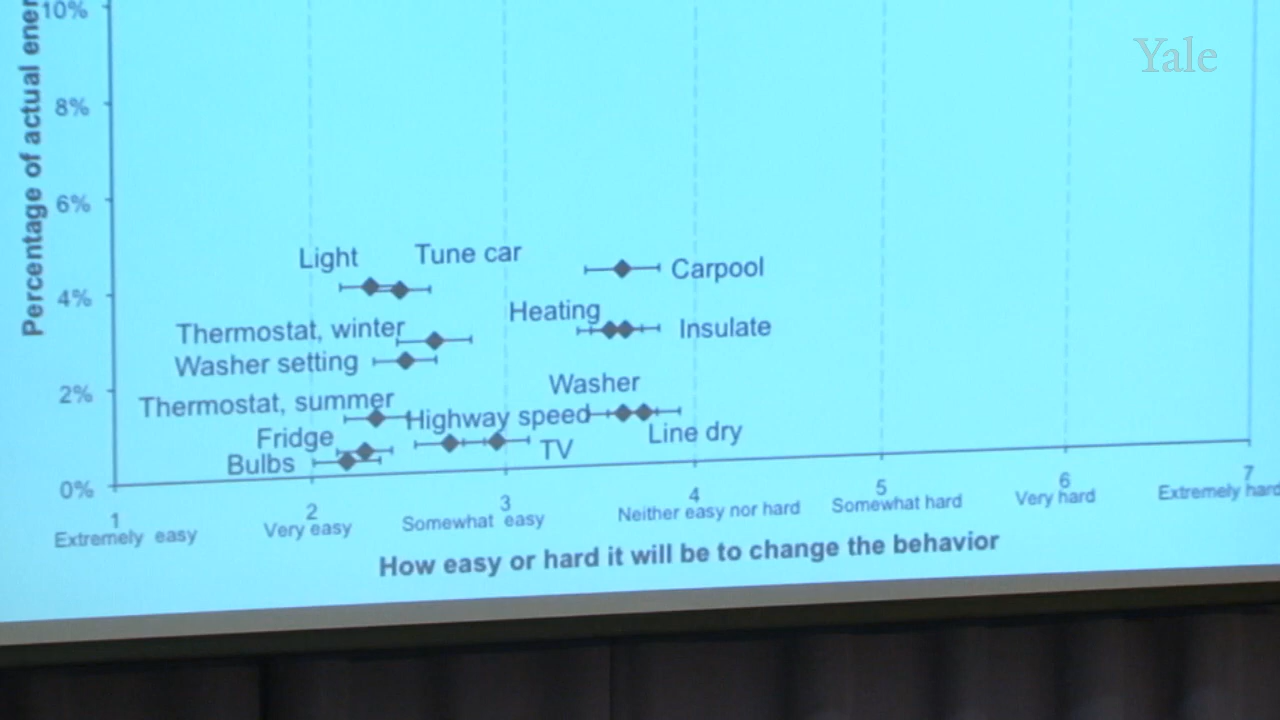 10%
Yale
Percentage of actual
8%
6%
Light
Tune car
Carpool
4%
Heating
Thermostat, winter
Insulate
Washer setting
Washer
2%
Thermostat, summer
Highway speed
Line dry
Fridge
TV
Bulbs
0%
1 2 3 4 5 6 7
Extremely easy Very easy Somewhat easy Neither easy nor hard Somewhat hard Very hard Extremely hard
How easy or hard it will be to change the behavior